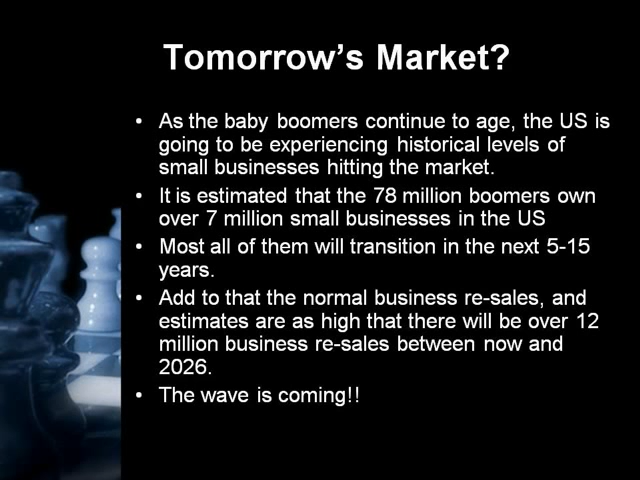 Tomorrow's Market?
• As the baby boomers continue to age, the US is
going to be experiencing historical levels of
small businesses hitting the market.
• It is estimated that the 78 million boomers own
over 7 million small businesses in the US
• Most all of them will transition in the next 5-15
years.
• Add to that the normal business re-sales, and
estimates are as high that there will be over 12
million business re-sales between now and
2026.
• The wave is coming!!